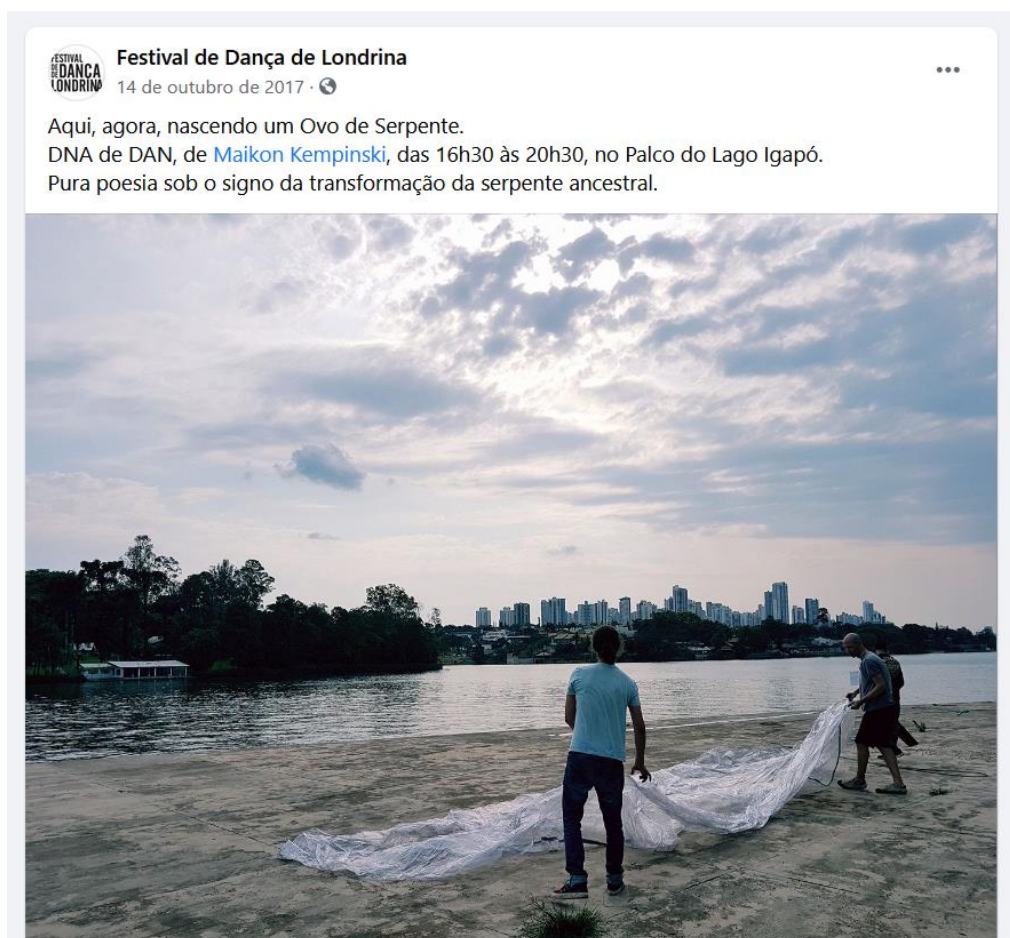 FESTIVAL
DE DANÇA
LONDRINA
Festival de Dança de Londrina
14 de outubro de 2017 ·
Aqui, agora, nascendo um Ovo de Serpente.
DNA de DAN, de Maikon Kempinski, das 16h30 às 20h30, no Palco do Lago Igapó.
Pura poesia sob o signo da transformação da serpente ancestral.